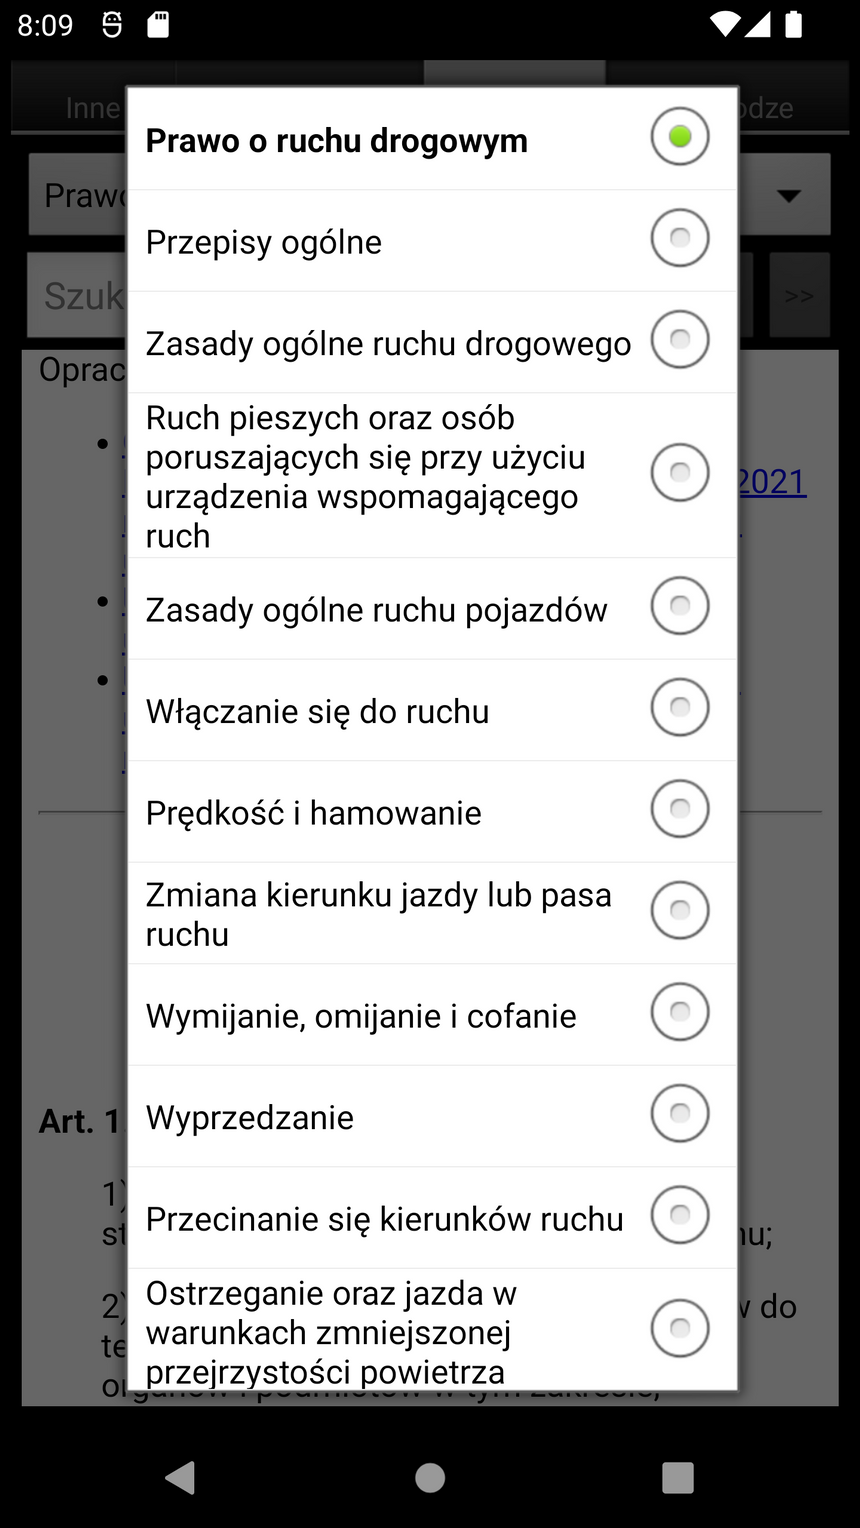 8:09
Inne
odze
Prawo o ruchu drogowym
Przepisy ogólne
Szuk
>>
Zasady ogólne ruchu drogowego
Oprac
Ruch pieszych oraz osób
poruszających się przy użyciu
urządzenia wspomagającego
ruch
2021
Zasady ogólne ruchu pojazdów
Włączanie się do ruchu
Prędkość i hamowanie
Zmiana kierunku jazdy lub pasa
ruchu
Wymijanie, omijanie i cofanie
Wyprzedzanie
Art. 1
1)
Przecinanie się kierunków ruchu
st
hu;
Ostrzeganie oraz jazda w
2)
w do
warunkach zmniejszonej
te
przejrzystości powietrza